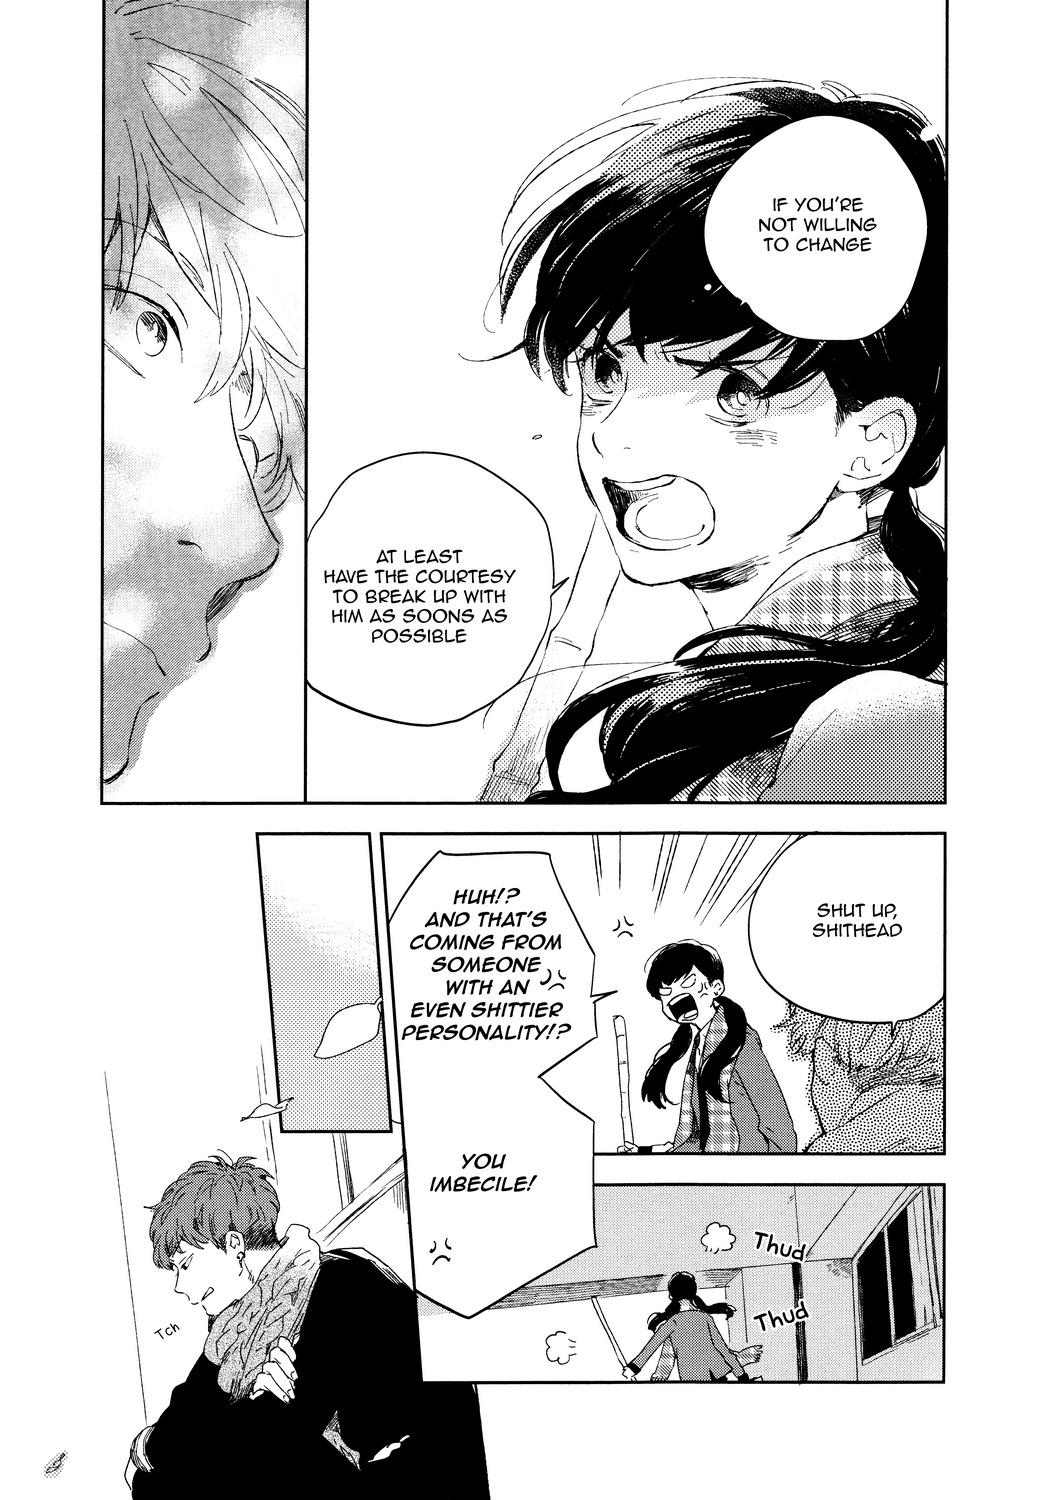 IF YOU'RE
NOT WILLING
TO CHANGE
AT LEAST
HAVE THE COURTESY
TO BREAK UP WITH
HIM AS SOONS AS
POSSIBLE
SHUT UP,
SHITHEAD
HUH!?
AND THAT'S
COMING FROM
SOMEONE
WITH AN
EVEN SHITTIER
PERSONALITY!?
YOU
IMBECILE!
Thud
Thud
Tch